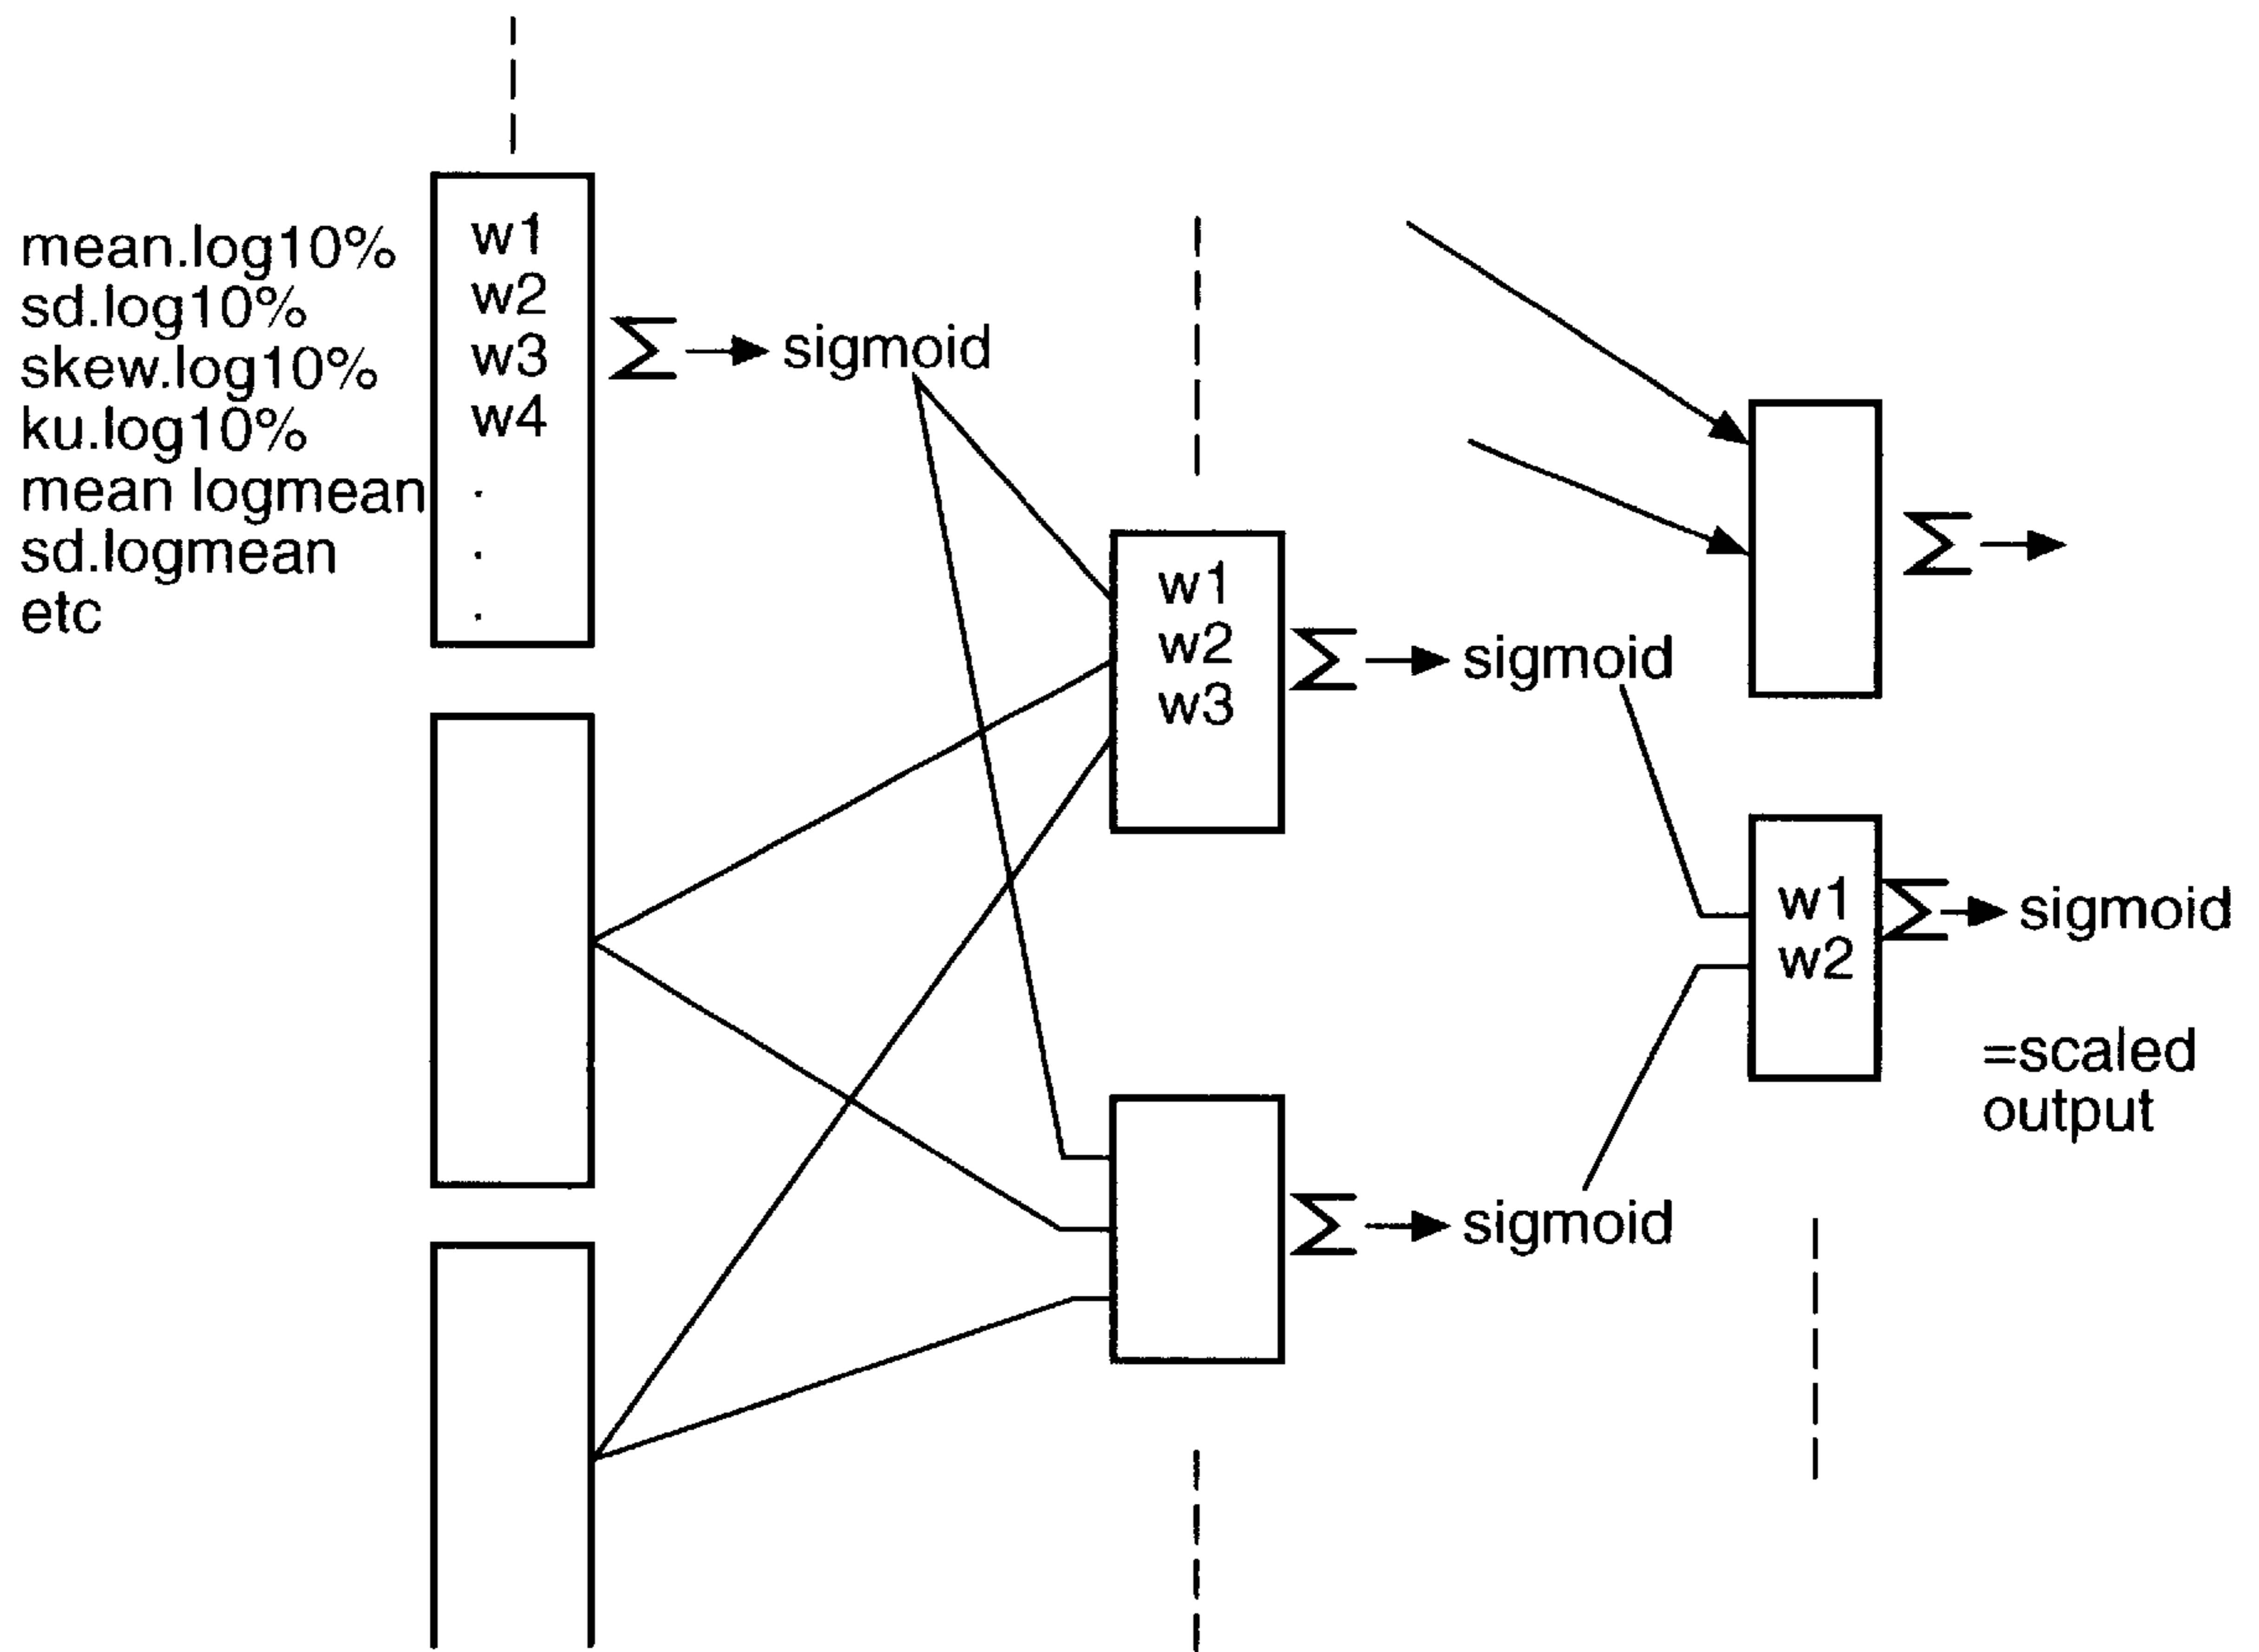 mean.log10%
sd.log10%
skew.log10%
ku.log10%
mean logmean
sd.logmean
etc
w1
w2
w3
w4
.
.
.
Σ → sigmoid
w1
w2
w3
Σ → sigmoid
Σ → sigmoid
Σ →
w1
w2
Σ → sigmoid
=scaled
output